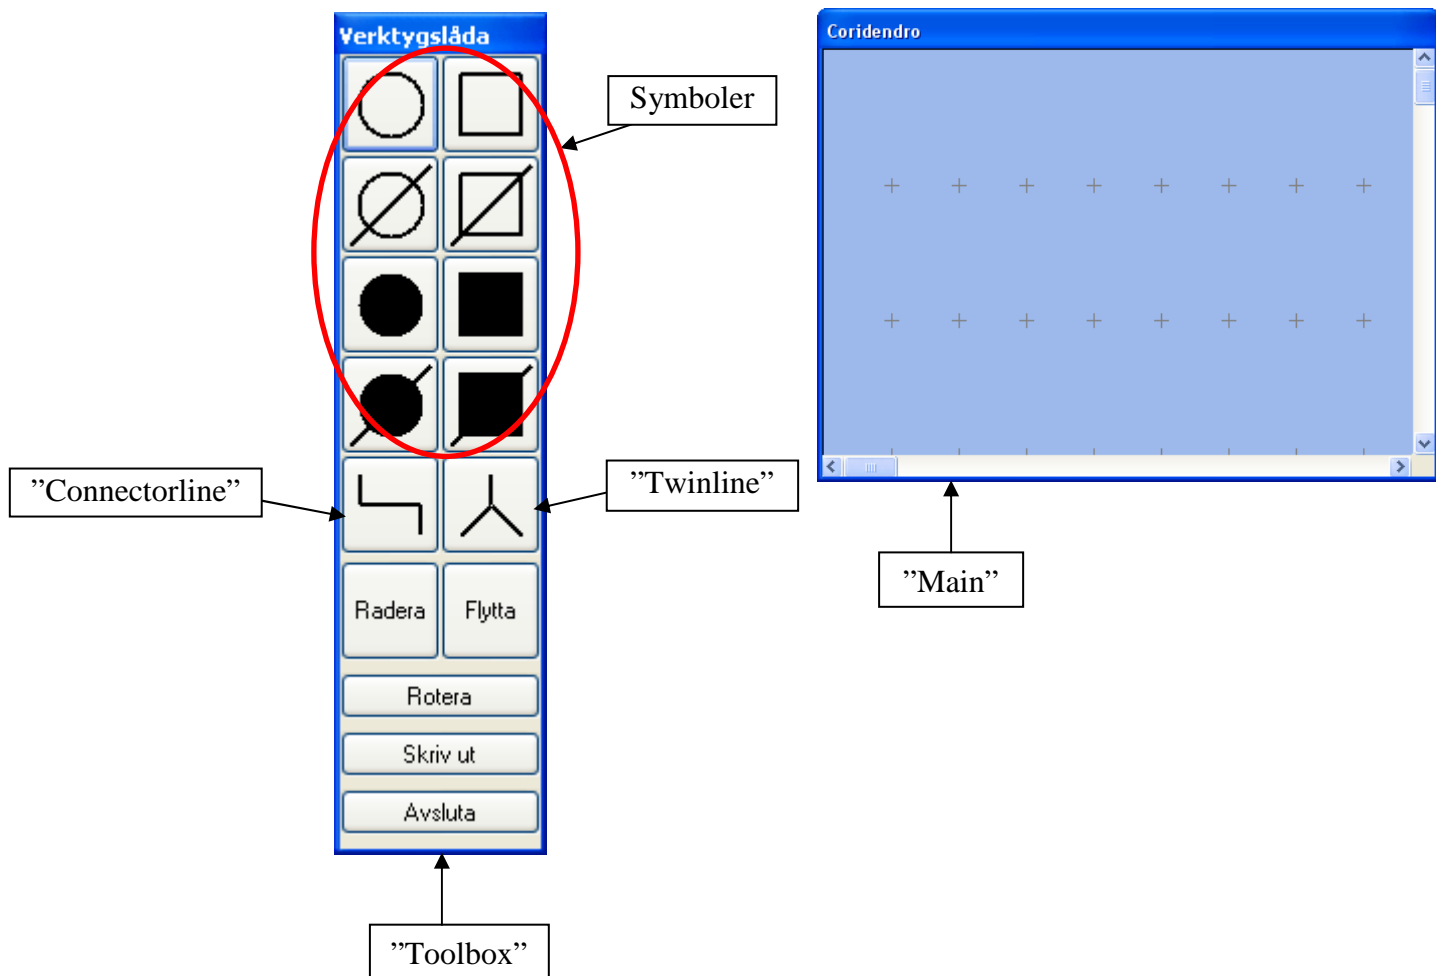 Verktygslåda
Coridendro
Symboler
”Connectorline”
”Twinline”
”Main”
Radera
Flytta
Rotera
Skriv ut
Avsluta
”Toolbox”